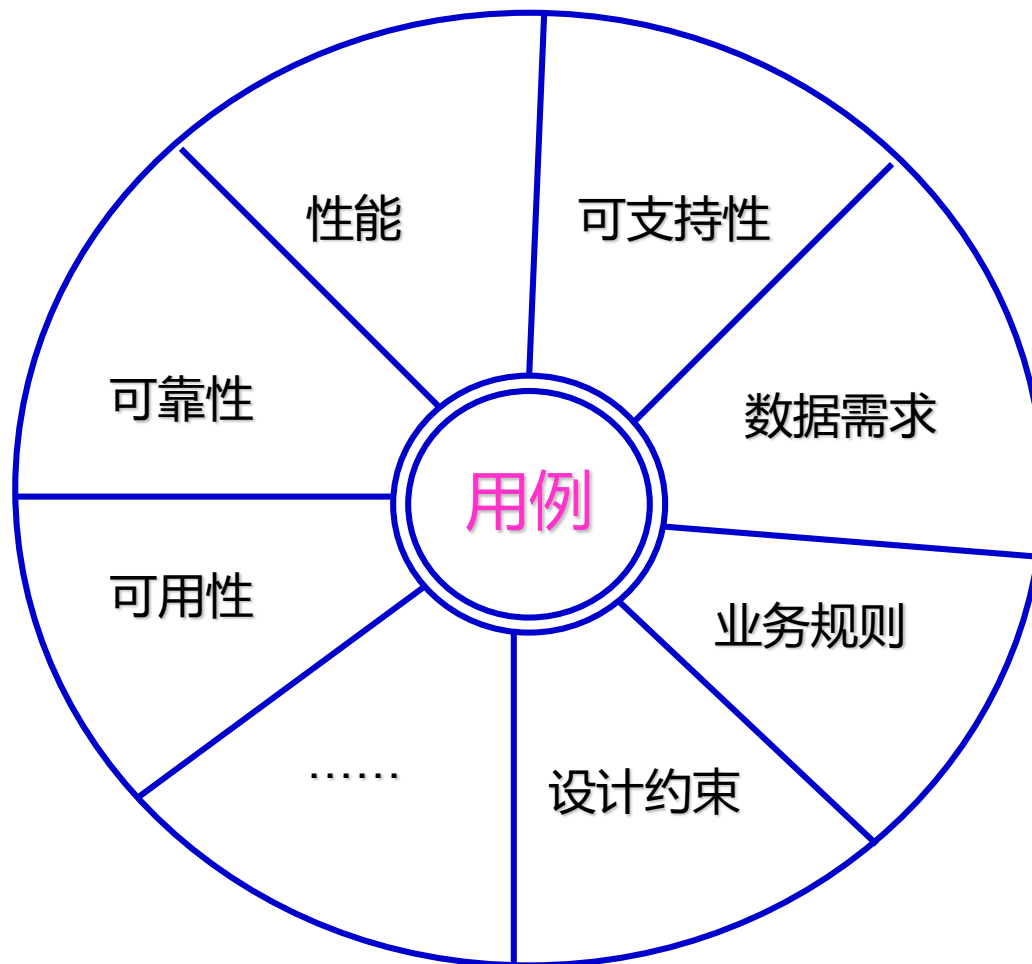 性能
可支持性
可靠性
数据需求
用例
可用性
业务规则
……
设计约束